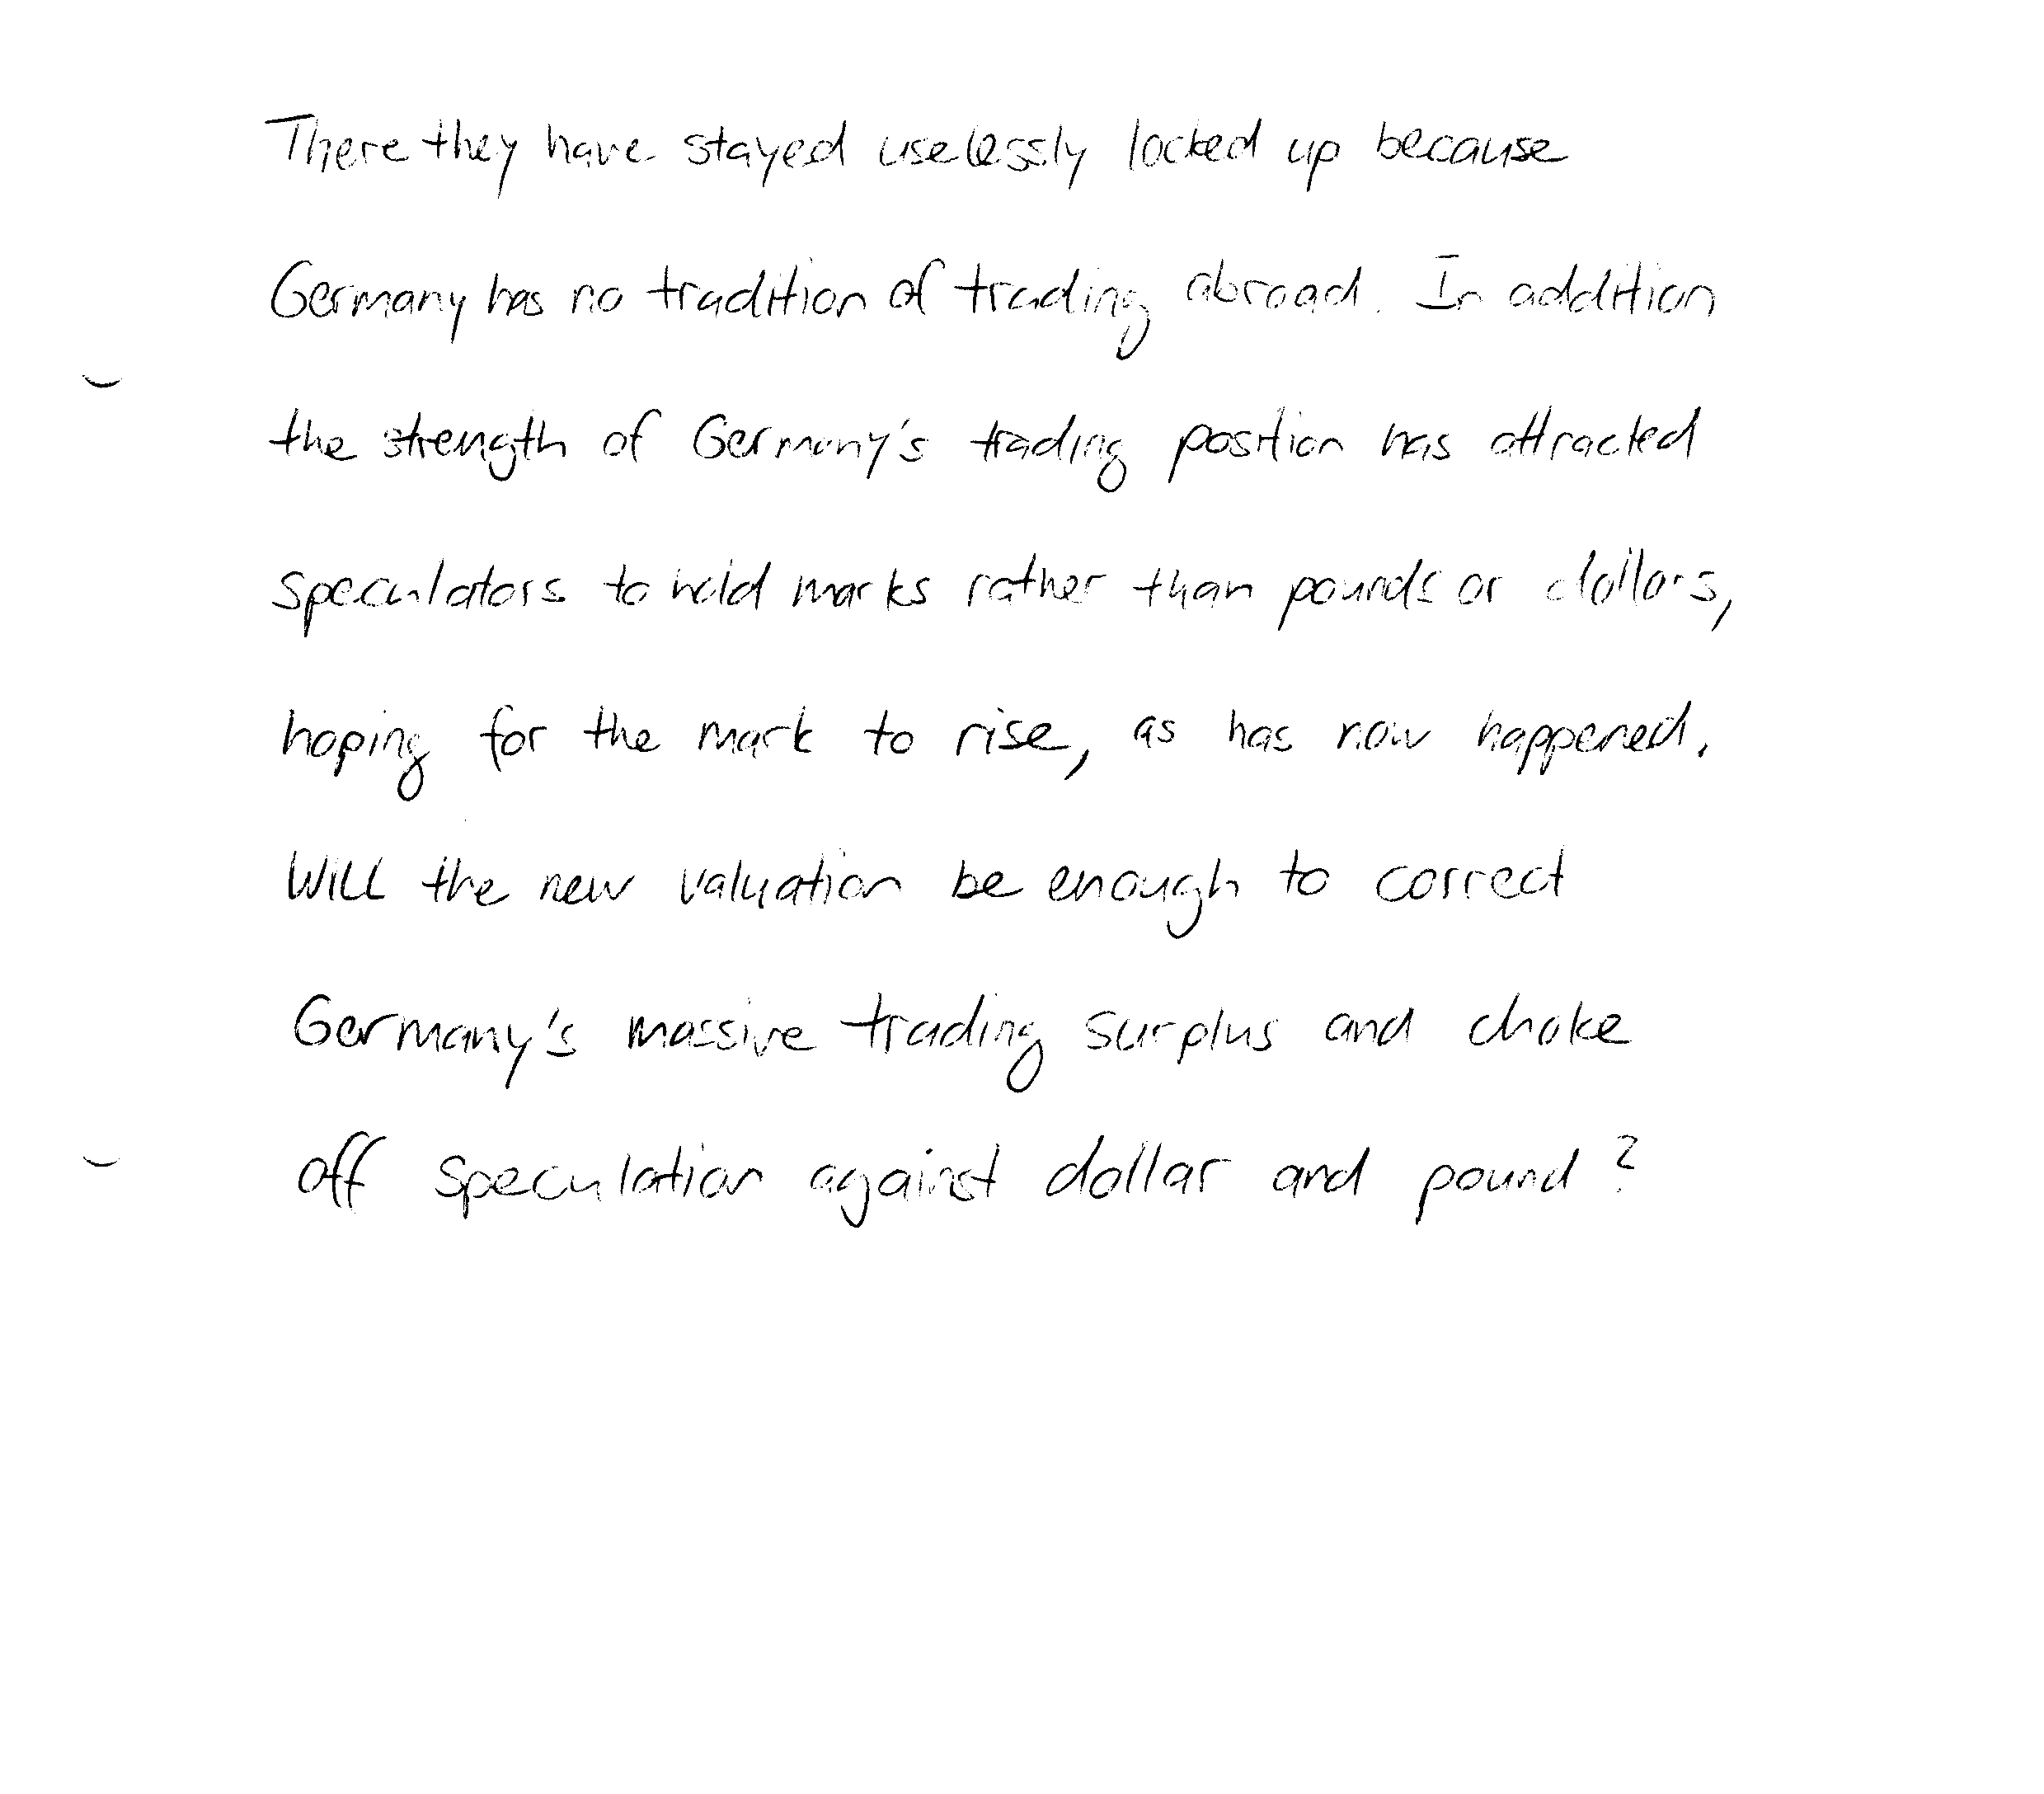 There they have stayed uselessly locked up because
Germany has no tradition of trading abroad. In addition
the strength of Germany's trading position has attracted
speculators to hold marks rather than pounds or dollars,
hoping for the mark to rise, as has now happened.
Will the new valuation be enough to correct
Germany's massive trading surplus and choke
off speculation against dollar and pound?